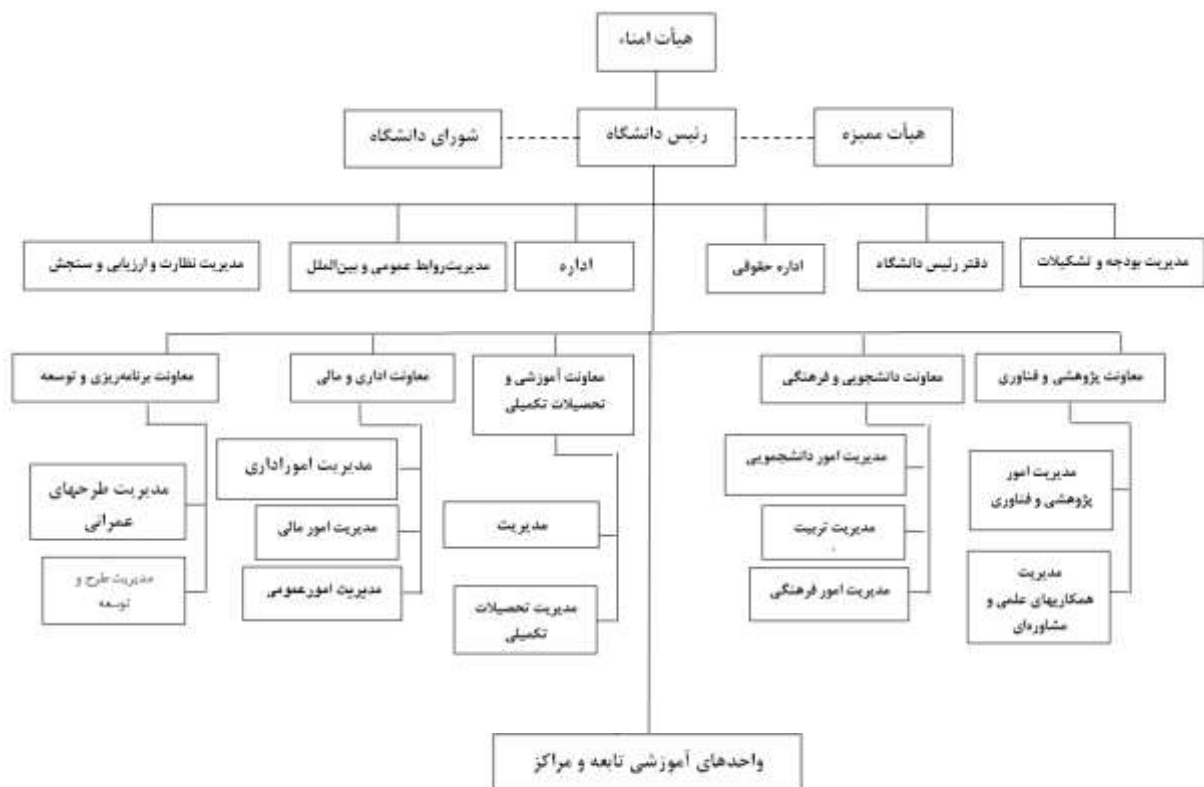 هیأت امناء
هیأت ممیزه
رئیس دانشگاه
شورای دانشگاه
مدیریت بودجه و تشکیلات
دفتر رئیس دانشگاه
اداره حقوقی
اداره
مدیریت روابط عمومی و بین‌الملل
مدیریت نظارت و ارزیابی و سنجش
معاونت پژوهشی و فناوری
مدیریت امور
پژوهشی و فناوری
مدیریت
همکاریهای علمی و
مشاوره‌ای
معاونت دانشجویی و فرهنگی
مدیریت امور دانشجمویی
مدیریت تربیت
مدیریت امور فرهنگی
معاونت آموزشی و
تحصیلات تکمیلی
مدیریت
مدیریت تحصیلات
تکمیلی
معاونت اداری و مالی
مدیریت امور اداری
مدیریت امور مالی
مدیریت امور عمومی
معاونت برنامه‌ریزی و توسعه
مدیریت طرحهای
عمرانی
مدیریت طرح و
توسعه
واحدهای آموزشی تابعه و مراکز